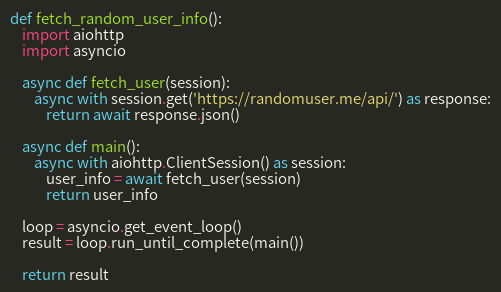 def fetch_random_user_info():
    import aiohttp
    import asyncio

    async def fetch_user(session):
        async with session.get('https://randomuser.me/api/') as response:
            return await response.json()

    async def main():
        async with aiohttp.ClientSession() as session:
            user_info = await fetch_user(session)
            return user_info

    loop = asyncio.get_event_loop()
    result = loop.run_until_complete(main())

    return result